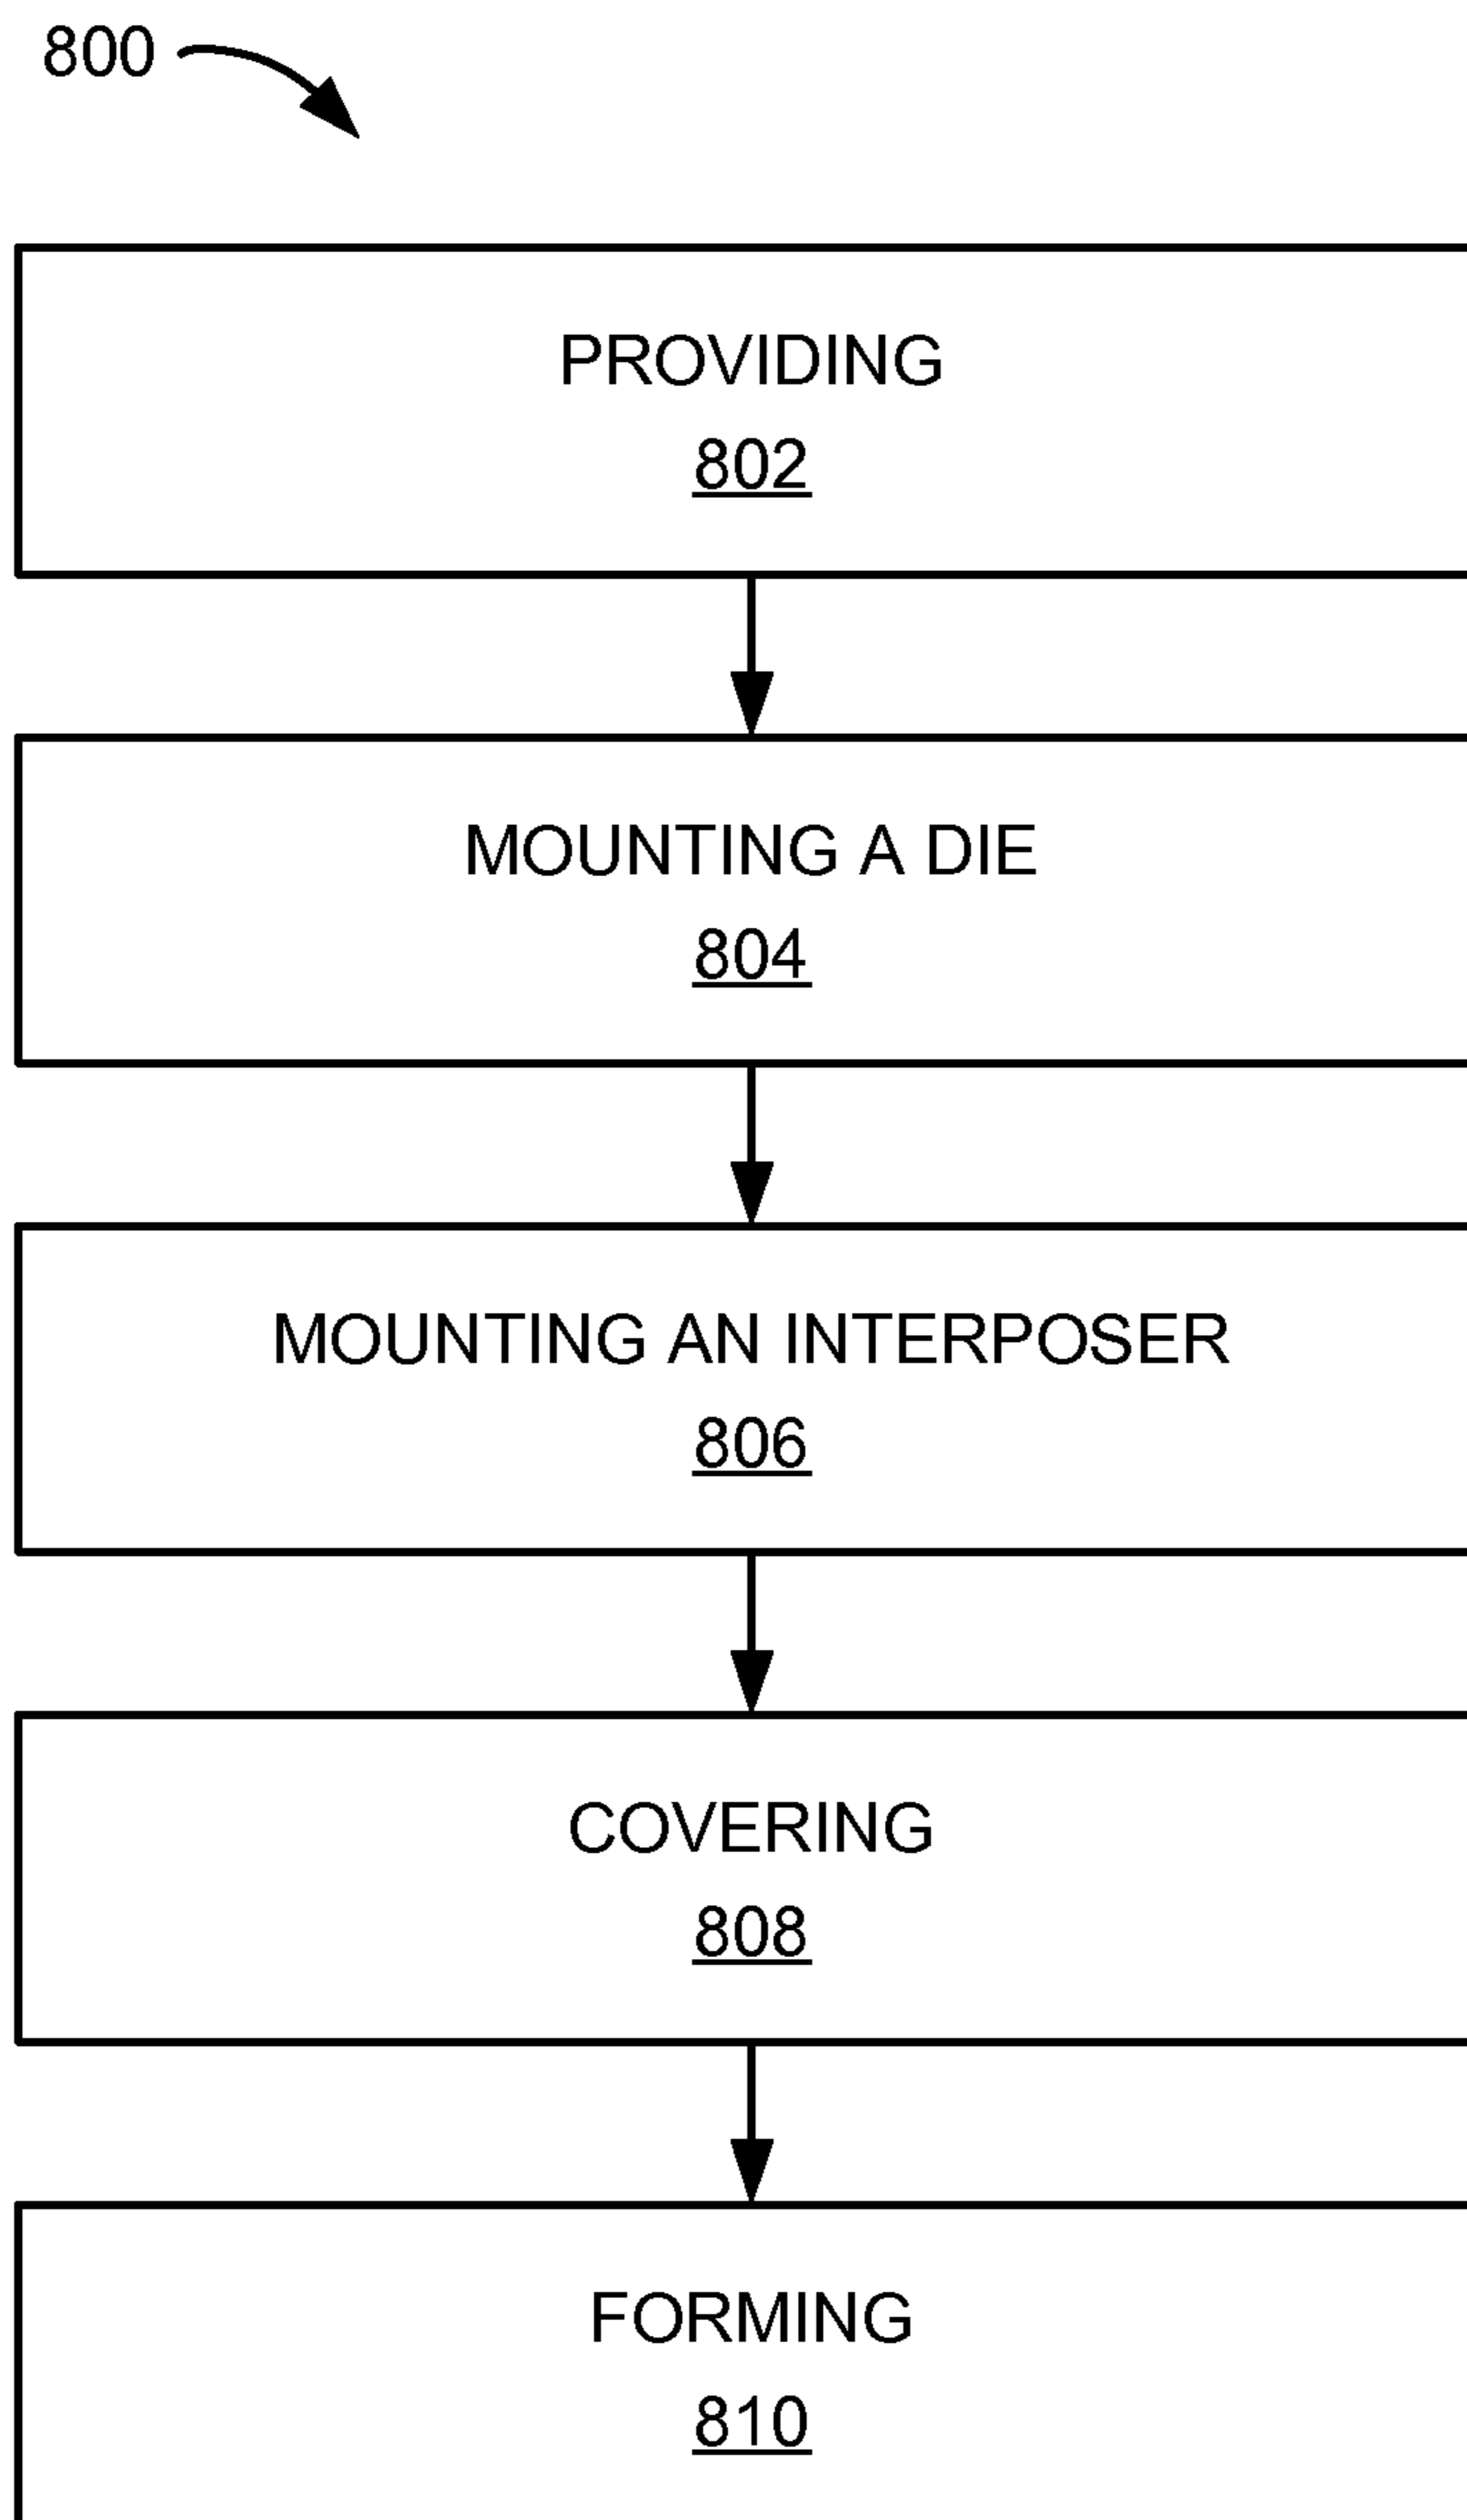 800
PROVIDING
802
MOUNTING A DIE
804
MOUNTING AN INTERPOSER
806
COVERING
808
FORMING
810